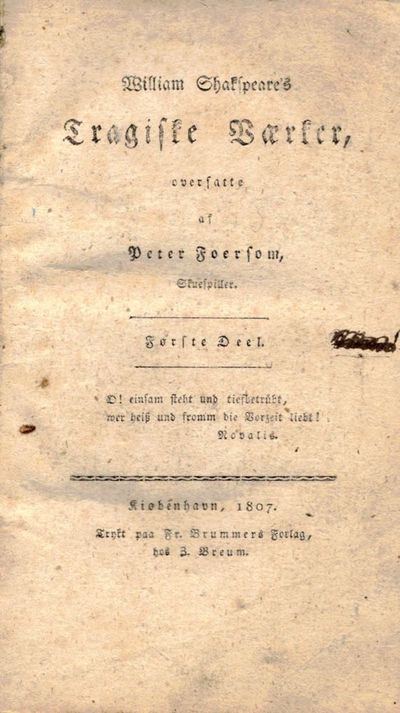 William Shakspeare's
Tragiske Værker,
oversatte
af
Peter Foersom,
Skuespiller.
Første Deel.
O! einsam steht und tiefbetrübt,
wer heiß und fromm die Vorzeit liebt!
Novalis.
Kiøbenhavn, 1807.
Trykt paa Fr. Brummers Forlag,
hos Z. Breum.